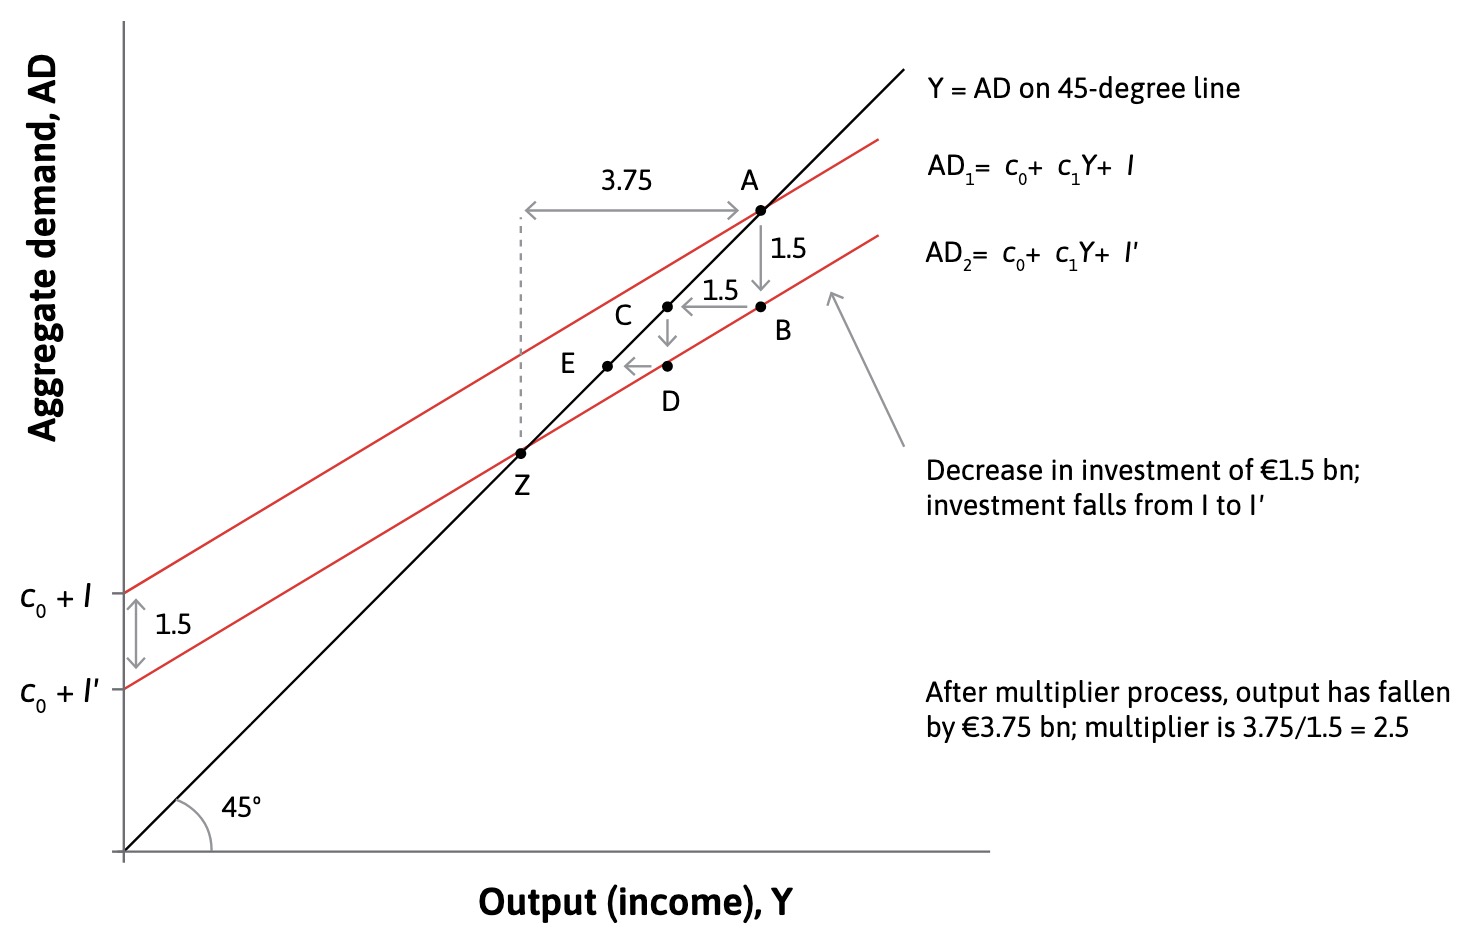 Aggregate demand, AD
Y = AD on 45-degree line
AD₁= c₀+ c₁Y+ I
3.75
A
AD₂= c₀+ c₁Y+ I′
1.5
1.5
C
B
E
D
Z
Decrease in investment of €1.5 bn;
investment falls from I to I′
c₀ + I
1.5
c₀ + I′
After multiplier process, output has fallen
by €3.75 bn; multiplier is 3.75/1.5 = 2.5
45°
Output (income), Y